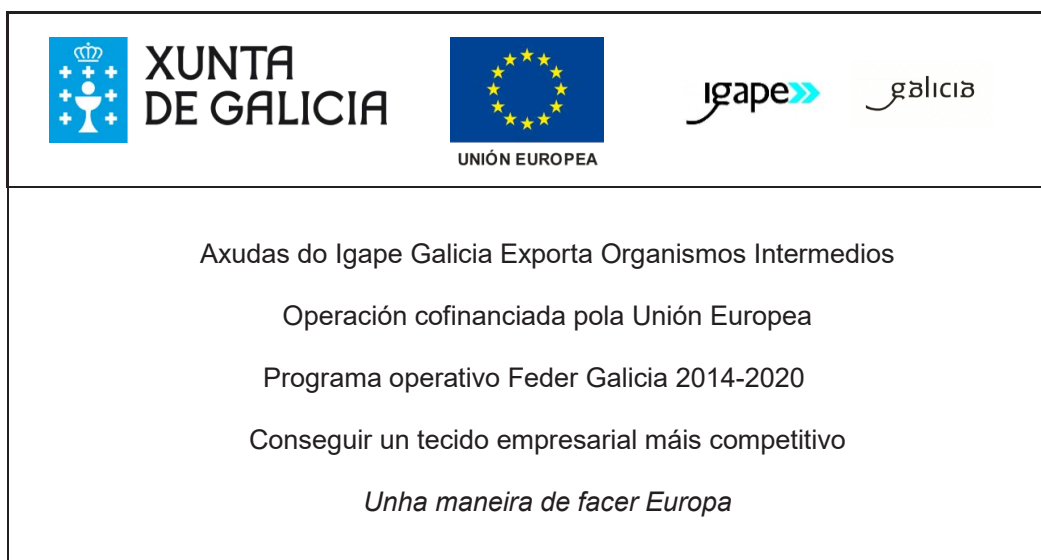 XUNTA
DE GALICIA
UNIÓN EUROPEA
igape
galicia
Axudas do Igape Galicia Exporta Organismos Intermedios
Operación cofinanciada pola Unión Europea
Programa operativo Feder Galicia 2014-2020
Conseguir un tecido empresarial máis competitivo
Unha maneira de facer Europa